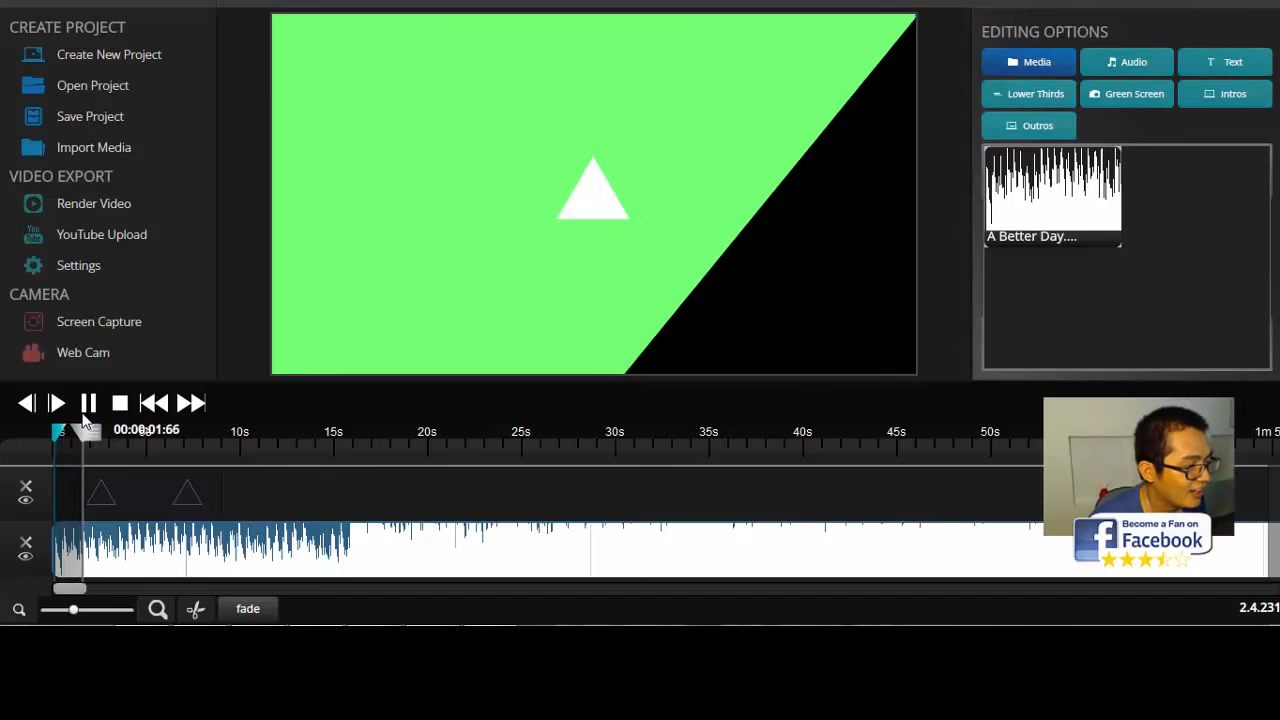 CREATE PROJECT
Create New Project
Open Project
Save Project
Import Media
VIDEO EXPORT
Render Video
YouTube Upload
Settings
CAMERA
Screen Capture
Web Cam
EDITING OPTIONS
Media
Audio
T Text
Lower Thirds
Green Screen
Intros
Outros
A Better Day....
00:00:01:66
10s
15s
20s
25s
30s
35s
40s
45s
50s
1m 5
Become a Fan on
Facebook
fade
2.4.231